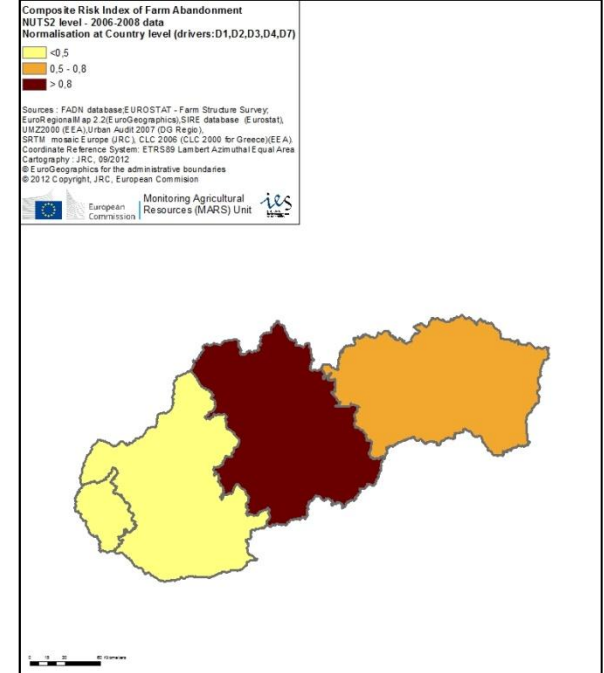 Composite Risk Index of Farm Abandonment
NUTS2 level - 2006-2008 data
Normalisation at Country level (drivers:D1,D2,D3,D4,D7)
<0,5
0,5 - 0,8
> 0,8
Sources : FADN database;EUROSTAT - Farm Structure Survey;
EuroRegionalMap 2.2(EuroGeographics),SIRE database (Eurostat),
UMZ2000 (EEA),Urban Audit 2007 (DG Regio),
SRTM mosaic Europe (JRC), CLC 2006 (CLC 2000 for Greece)(EEA)
Coordinate Reference System: ETRS89 Lambert Azimuthal Equal Area
Cartography : JRC, 09/2012
© EuroGeographics for the administrative boundaries
© 2012 Copyright, JRC, European Commision
European
Commission
Monitoring Agricultural
Resources (MARS) Unit
ies